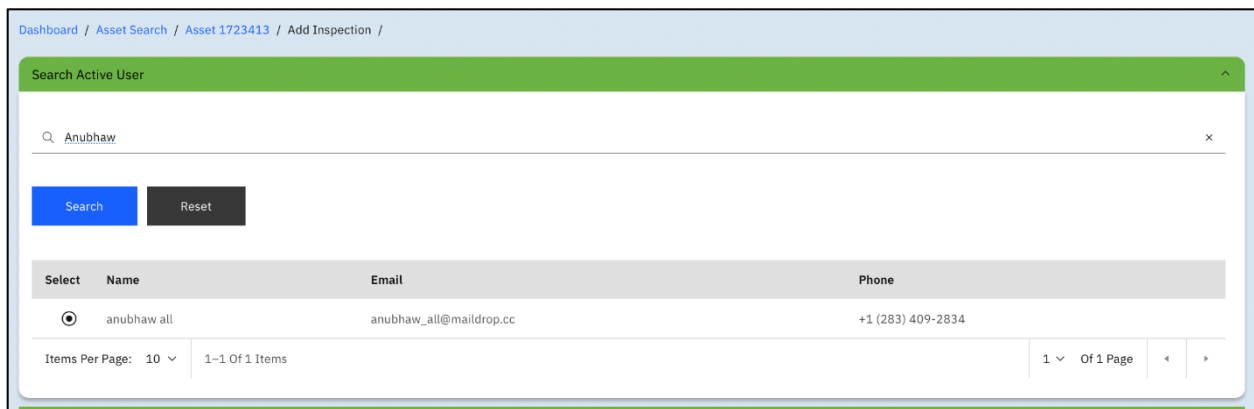 Dashboard / Asset Search / Asset 1723413 / Add Inspection /
Search Active User
Anubhaw
Search Reset
Select Name Email Phone
anubhaw all anubhaw_all@maildrop.cc +1 (283) 409-2834
Items Per Page: 10 1–1 Of 1 Items 1 Of 1 Page